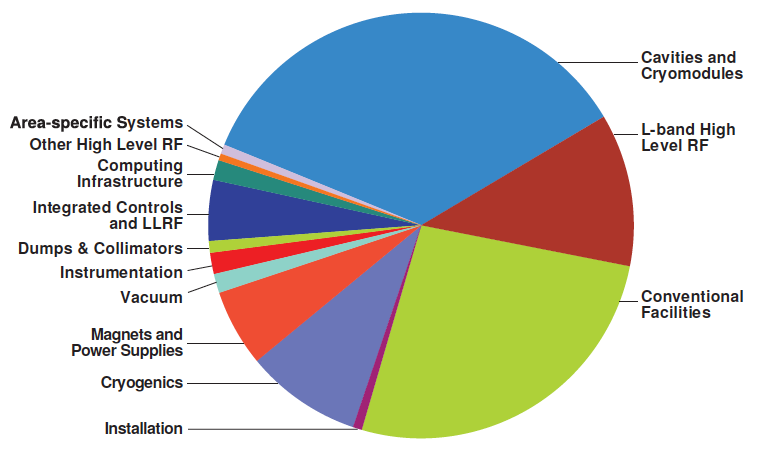 Cavities and
Cryomodules
L-band High
Level RF
Conventional
Facilities
Area-specific Systems
Other High Level RF
Computing
Infrastructure
Integrated Controls
and LLRF
Dumps & Collimators
Instrumentation
Vacuum
Magnets and
Power Supplies
Cryogenics
Installation